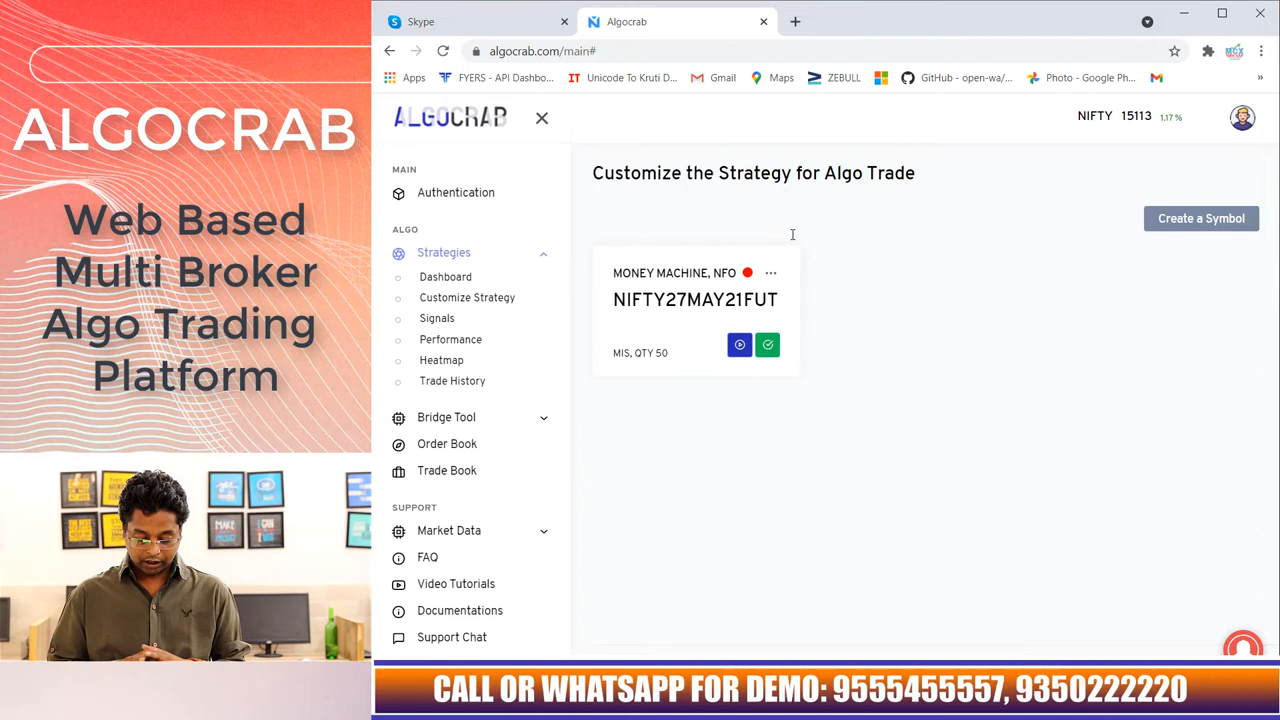 ALGOCRAB
Web Based
Multi Broker
Algo Trading
Platform
Skype
Algocrab
algocrab.com/main#
Apps
FYERS - API Dashbo...
Unicode To Kruti D...
Gmail
Maps
ZEBULL
GitHub - open-wa/...
Photo - Google Ph...
»
ALGOCRAB
NIFTY 15113 1.17 %
MAIN
Authentication
ALGO
Strategies
Dashboard
Customize Strategy
Signals
Performance
Heatmap
Trade History
Bridge Tool
Order Book
Trade Book
SUPPORT
Market Data
FAQ
Video Tutorials
Documentations
Support Chat
Customize the Strategy for Algo Trade
Create a Symbol
MONEY MACHINE, NFO
NIFTY27MAY21FUT
MIS, QTY 50
CALL OR WHATSAPP FOR DEMO: 9555455557, 9350222220